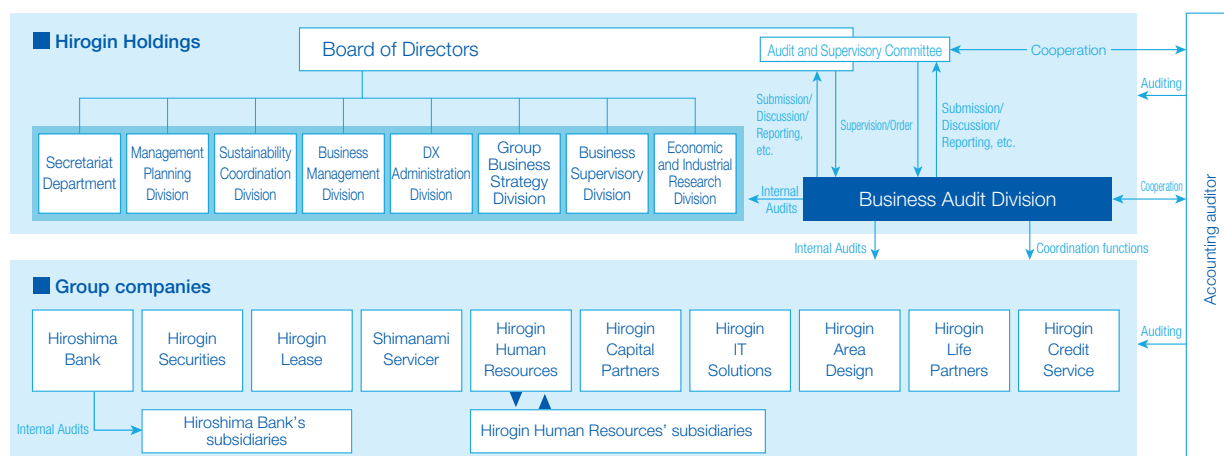 Hirogin Holdings
Board of Directors
Audit and Supervisory Committee
Cooperation
Auditing
Submission/
Discussion/
Reporting,
etc.
Supervision/Order
Submission/
Discussion/
Reporting, etc.
Secretariat
Department
Management
Planning
Division
Sustainability
Coordination
Division
Business
Management
Division
DX
Administration
Division
Group
Business
Strategy
Division
Business
Supervisory
Division
Economic
and Industrial
Research
Division
Internal
Audits
Business Audit Division
Cooperation
Accounting auditor
Internal Audits
Coordination functions
Group companies
Hiroshima
Bank
Hirogin
Securities
Hirogin
Lease
Shimanami
Servicer
Hirogin
Human
Resources
Hirogin
Capital
Partners
Hirogin
IT
Solutions
Hirogin
Area
Design
Hirogin
Life
Partners
Hirogin
Credit
Service
Auditing
Internal Audits
Hiroshima Bank's
subsidiaries
Hirogin Human Resources' subsidiaries